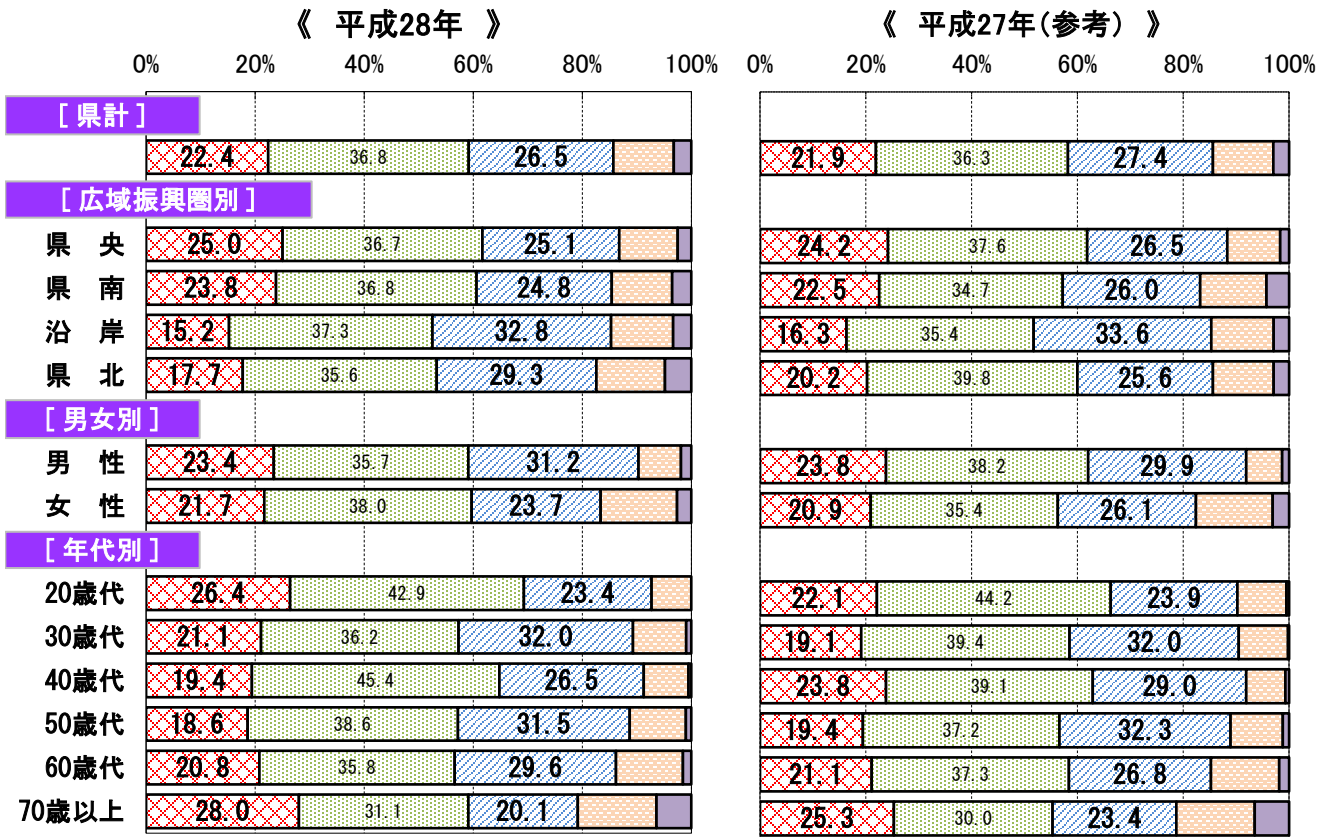 《 平成28年 》 《 平成27年（参考） 》
0% 20% 40% 60% 80% 100% 0% 20% 40% 60% 80% 100%
[ 県計 ]
22.4 36.8 26.5 21.9 36.3 27.4
[ 広域振興圏別 ]
県 央 25.0 36.7 25.1 24.2 37.6 26.5
県 南 23.8 36.8 24.8 22.5 34.7 26.0
沿 岸 15.2 37.3 32.8 16.3 35.4 33.6
県 北 17.7 35.6 29.3 20.2 39.8 25.6
[ 男女別 ]
男 性 23.4 35.7 31.2 23.8 38.2 29.9
女 性 21.7 38.0 23.7 20.9 35.4 26.1
[ 年代別 ]
20歳代 26.4 42.9 23.4 22.1 44.2 23.9
30歳代 21.1 36.2 32.0 19.1 39.4 32.0
40歳代 19.4 45.4 26.5 23.8 39.1 29.0
50歳代 18.6 38.6 31.5 19.4 37.2 32.3
60歳代 20.8 35.8 29.6 21.1 37.3 26.8
70歳以上 28.0 31.1 20.1 25.3 30.0 23.4